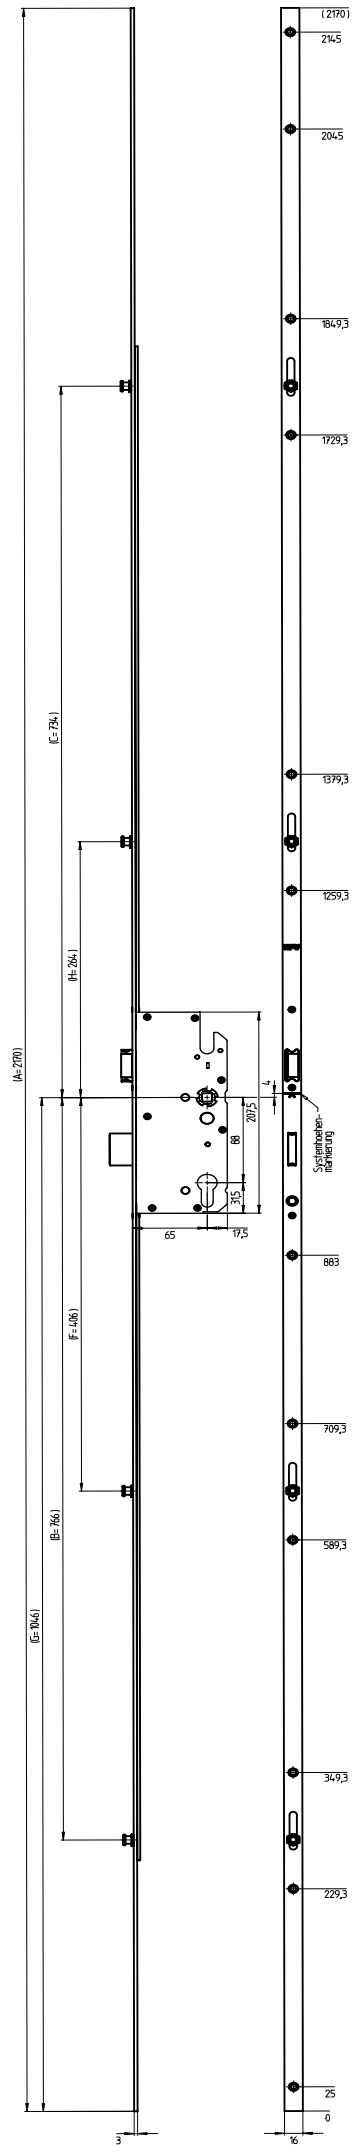 (2170)
2145
2045
1849,3
1729,3
(C=734)
1379,3
1259,3
(H=264)
(A=2170)
4
207,5
88
Systemhoehen-
markierung
31,5
65
17,5
883
(F=406)
709,3
(B=766)
589,3
(G=1046)
349,3
229,3
25
0
3
16